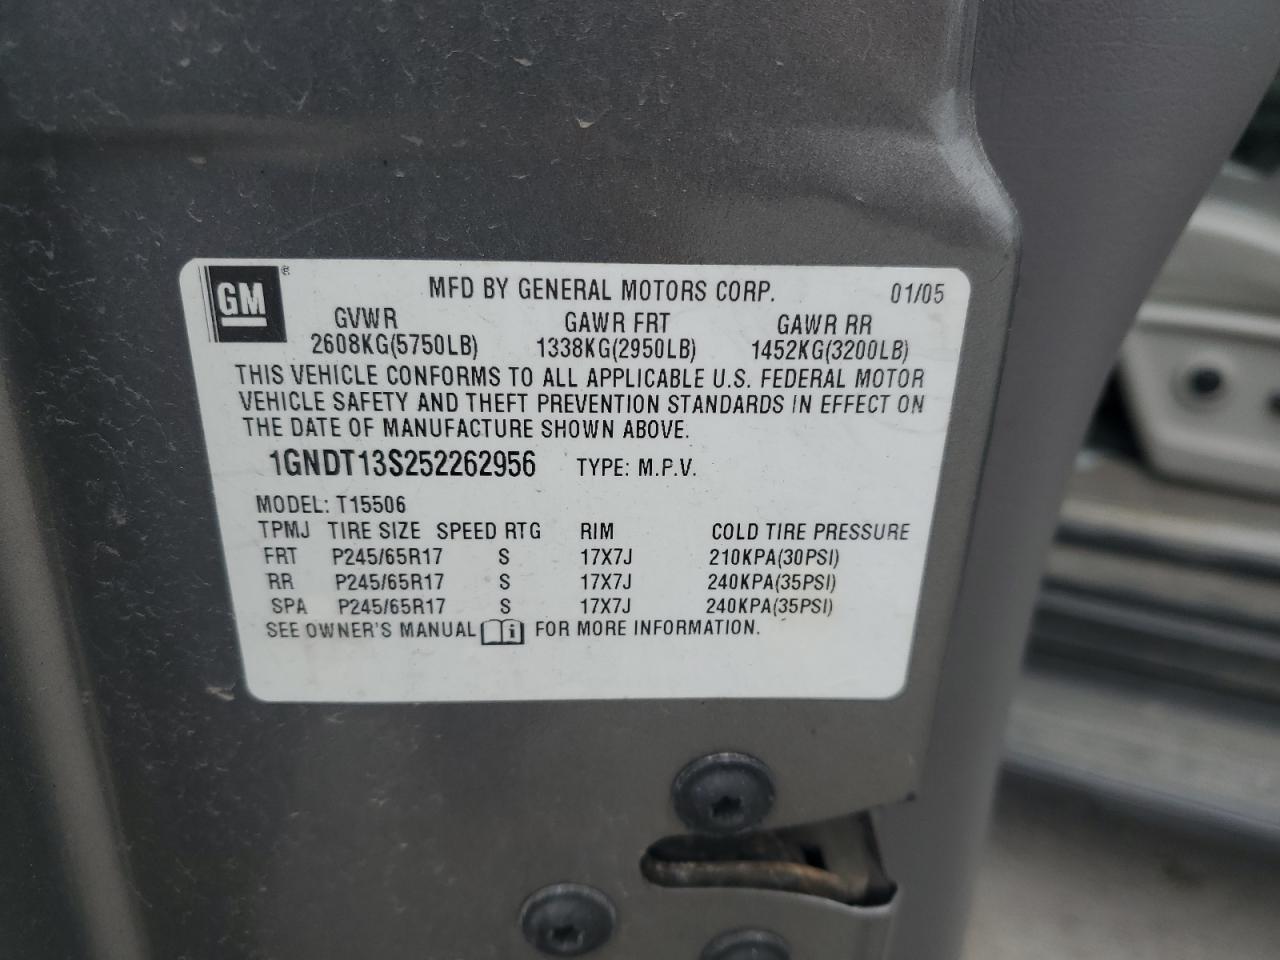 GM ® MFD BY GENERAL MOTORS CORP. 01/05
GVWR GAWR FRT GAWR RR
2608KG(5750LB) 1338KG(2950LB) 1452KG(3200LB)
THIS VEHICLE CONFORMS TO ALL APPLICABLE U.S. FEDERAL MOTOR
VEHICLE SAFETY AND THEFT PREVENTION STANDARDS IN EFFECT ON
THE DATE OF MANUFACTURE SHOWN ABOVE.
1GNDT13S252262956 TYPE: M.P.V.
MODEL: T15506
TPMJ TIRE SIZE SPEED RTG RIM COLD TIRE PRESSURE
FRT P245/65R17 S 17X7J 210KPA(30PSI)
RR P245/65R17 S 17X7J 240KPA(35PSI)
SPA P245/65R17 S 17X7J 240KPA(35PSI)
SEE OWNER'S MANUAL i FOR MORE INFORMATION.